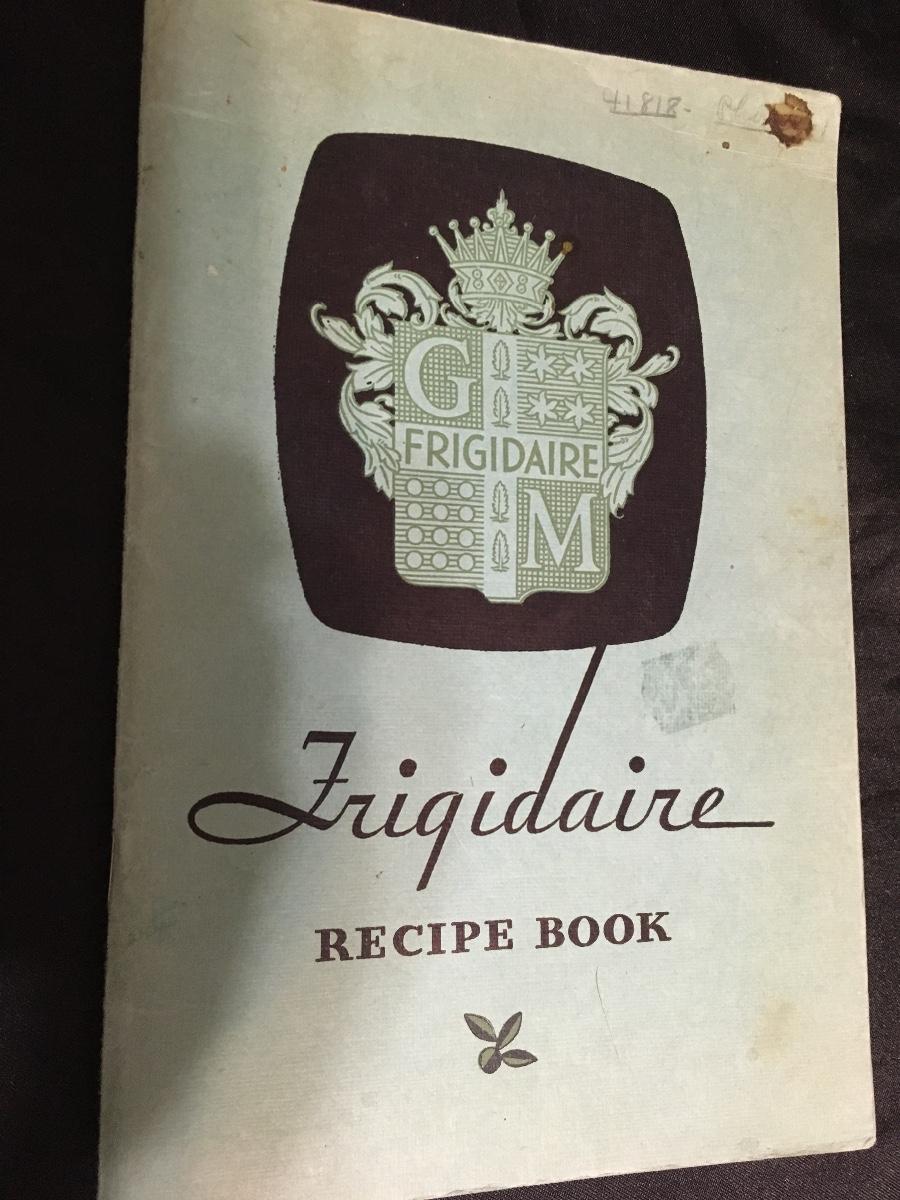 41818-
G
FRIGIDAIRE
M
Frigidaire
RECIPE BOOK